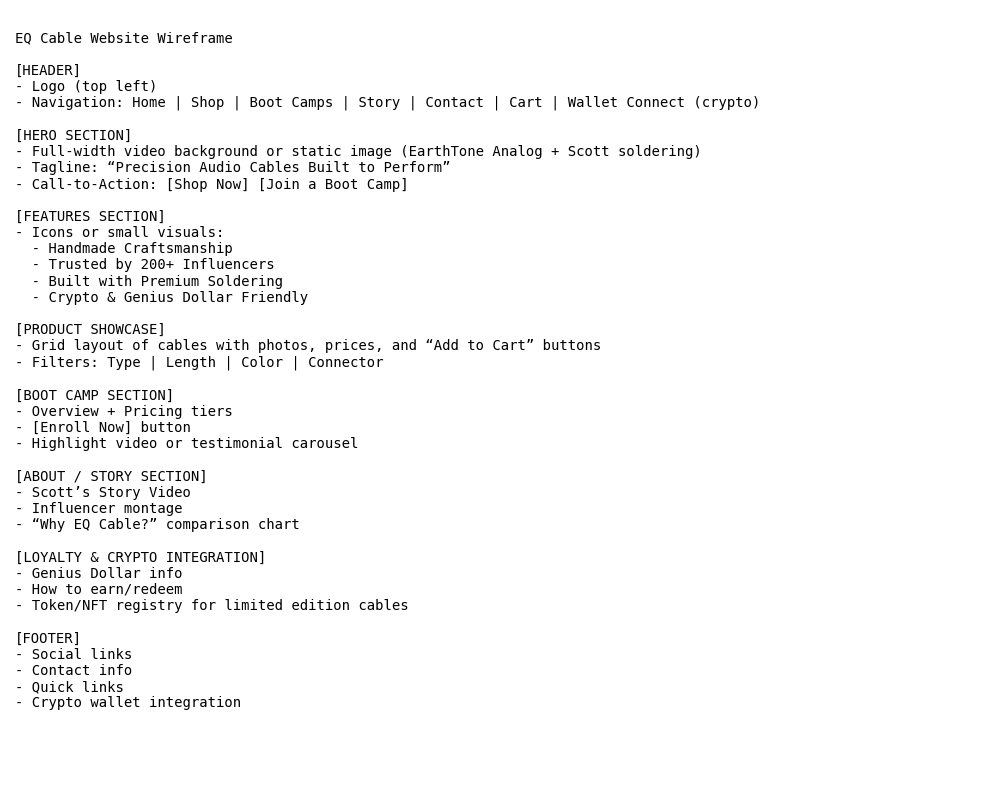 EQ Cable Website Wireframe
[HEADER]
- Logo (top left)
- Navigation: Home | Shop | Boot Camps | Story | Contact | Cart | Wallet Connect (crypto)
[HERO SECTION]
- Full-width video background or static image (EarthTone Analog + Scott soldering)
- Tagline: “Precision Audio Cables Built to Perform”
- Call-to-Action: [Shop Now] [Join a Boot Camp]
[FEATURES SECTION]
- Icons or small visuals:
  - Handmade Craftsmanship
  - Trusted by 200+ Influencers
  - Built with Premium Soldering
  - Crypto & Genius Dollar Friendly
[PRODUCT SHOWCASE]
- Grid layout of cables with photos, prices, and “Add to Cart” buttons
- Filters: Type | Length | Color | Connector
[BOOT CAMP SECTION]
- Overview + Pricing tiers
- [Enroll Now] button
- Highlight video or testimonial carousel
[ABOUT / STORY SECTION]
- Scott’s Story Video
- Influencer montage
- “Why EQ Cable?” comparison chart
[LOYALTY & CRYPTO INTEGRATION]
- Genius Dollar info
- How to earn/redeem
- Token/NFT registry for limited edition cables
[FOOTER]
- Social links
- Contact info
- Quick links
- Crypto wallet integration